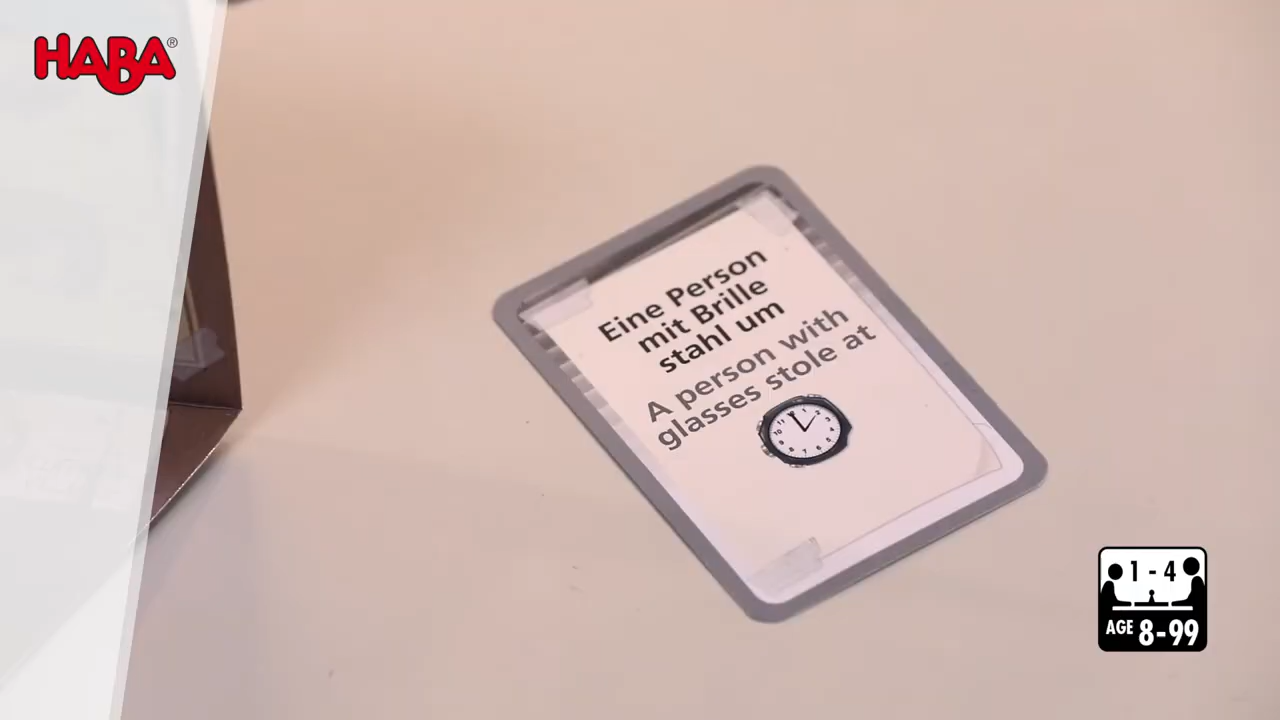 HABA®
Eine Person
mit Brille
stahl um
A person with
glasses stole at
1 - 4
AGE 8-99